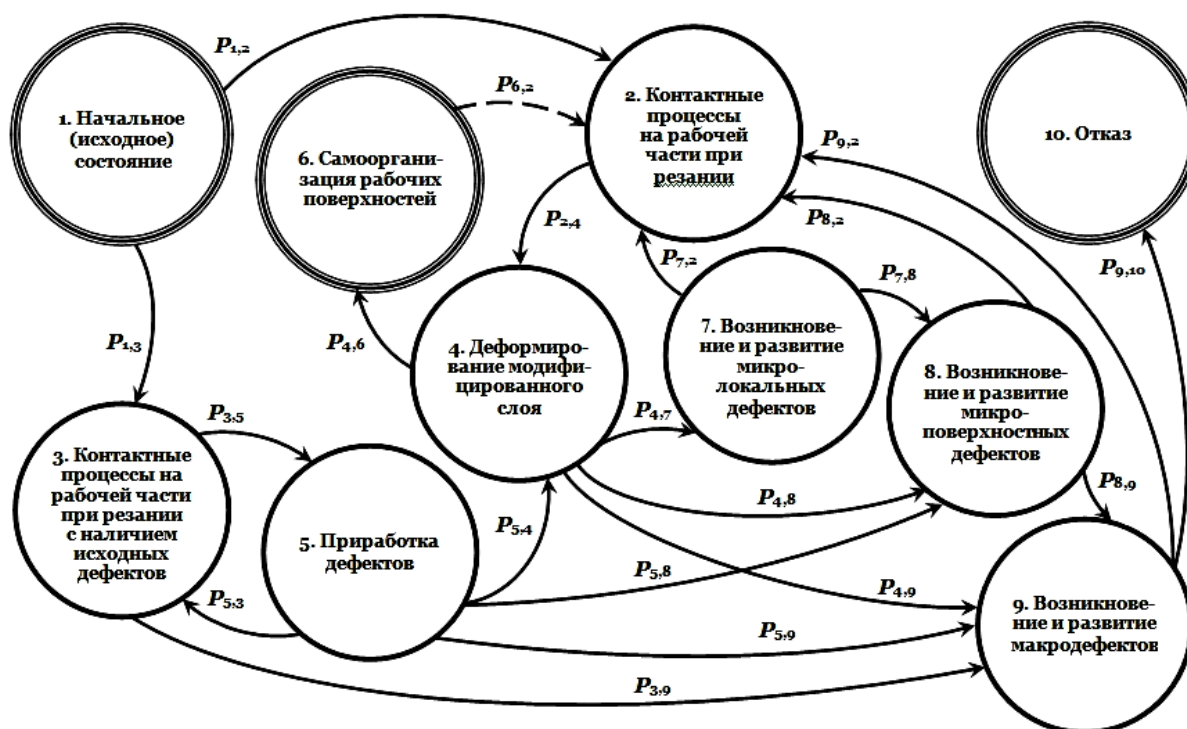 P1,2
1. Начальное
(исходное)
состояние
P6,2
6. Самооргани-
зация рабочих
поверхностей
2. Контактные
процессы
на рабочей
части при
резании
P9,2
10. Отказ
P8,2
P2,4
P7,2
P7,8
P9,10
P1,3
P4,6
4. Деформиро-
вание модифи-
цированного
слоя
7. Возникнове-
ние и развитие
микро-
локальных
дефектов
8. Возникнове-
ние и развитие
микро-
поверхностных
дефектов
P3,5
P4,7
3. Контактные
процессы на
рабочей части
при резании
с наличием
исходных
дефектов
P4,8
P8,9
5. Приработка
дефектов
P5,4
P5,8
P4,9
P5,3
9. Возникнове-
ние и развитие
макродефектов
P5,9
P3,9